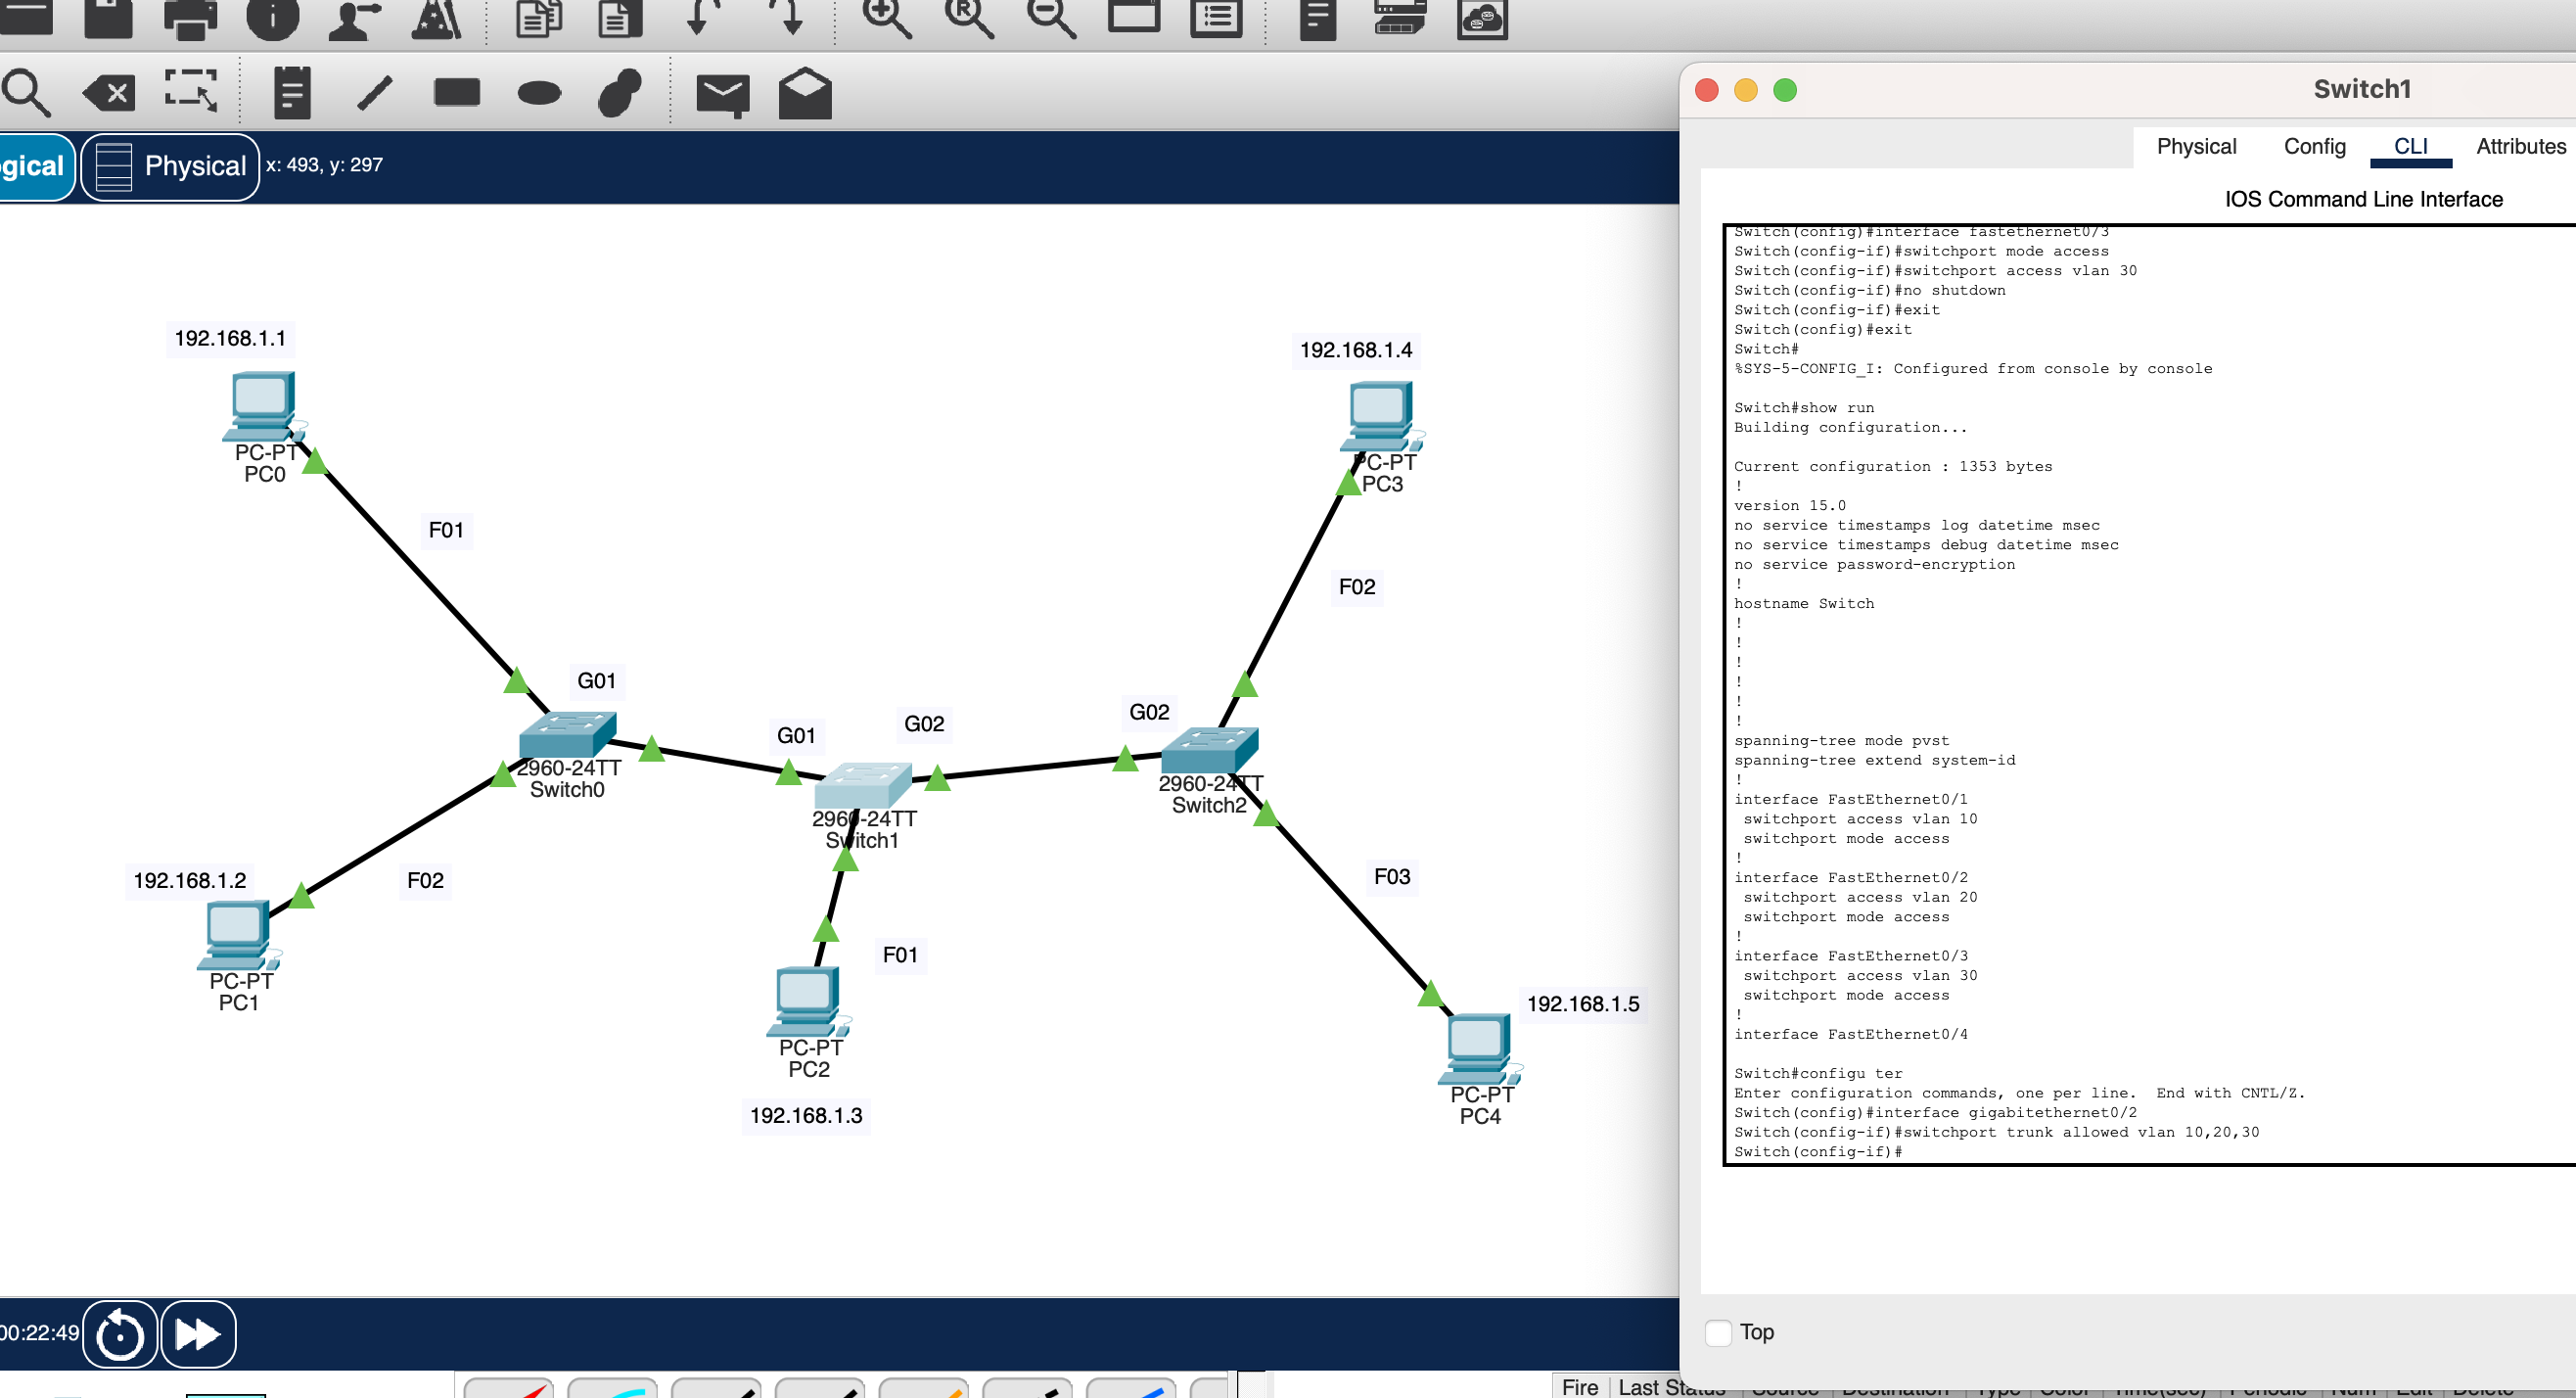 gical
Physical
x: 493, y: 297
192.168.1.1
PC-PT
PC0
F01
G01
2960-24TT
Switch0
192.168.1.2
F02
PC-PT
PC1
G01
G02
2960-24TT
Switch1
F01
PC-PT
PC2
192.168.1.3
192.168.1.4
PC-PT
PC3
F02
G02
2960-24TT
Switch2
F03
192.168.1.5
PC-PT
PC4
00:22:49
Fire
Last Status
Source
Destination
Type
Color
Time(sec)
Periodic
Num
Edit
Delete
Switch1
Physical
Config
CLI
Attributes
IOS Command Line Interface
Switch(config)#interface fastethernet0/3
Switch(config-if)#switchport mode access
Switch(config-if)#switchport access vlan 30
Switch(config-if)#no shutdown
Switch(config-if)#exit
Switch(config)#exit
Switch#
%SYS-5-CONFIG_I: Configured from console by console
Switch#show run
Building configuration...
Current configuration : 1353 bytes
!
version 15.0
no service timestamps log datetime msec
no service timestamps debug datetime msec
no service password-encryption
!
hostname Switch
!
!
!
!
!
!
spanning-tree mode pvst
spanning-tree extend system-id
!
interface FastEthernet0/1
switchport access vlan 10
switchport mode access
!
interface FastEthernet0/2
switchport access vlan 20
switchport mode access
!
interface FastEthernet0/3
switchport access vlan 30
switchport mode access
!
interface FastEthernet0/4
Switch#configu ter
Enter configuration commands, one per line.  End with CNTL/Z.
Switch(config)#interface gigabitethernet0/2
Switch(config-if)#switchport trunk allowed vlan 10,20,30
Switch(config-if)#
Top